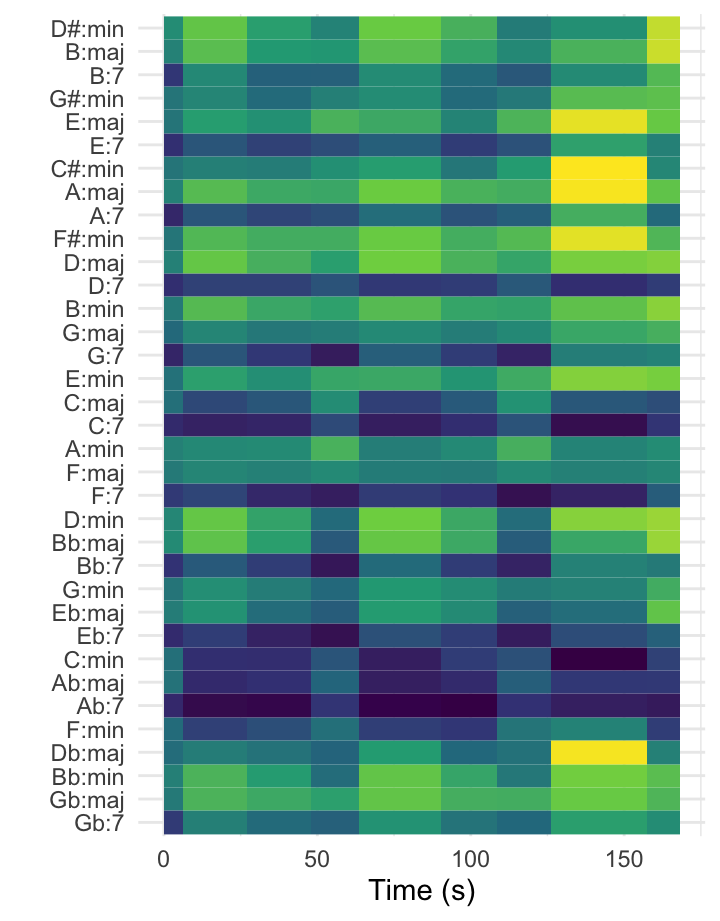 D#:min
B:maj
B:7
G#:min
E:maj
E:7
C#:min
A:maj
A:7
F#:min
D:maj
D:7
B:min
G:maj
G:7
E:min
C:maj
C:7
A:min
F:maj
F:7
D:min
Bb:maj
Bb:7
G:min
Eb:maj
Eb:7
C:min
Ab:maj
Ab:7
F:min
Db:maj
Bb:min
Gb:maj
Gb:7
0 50 100 150
Time (s)